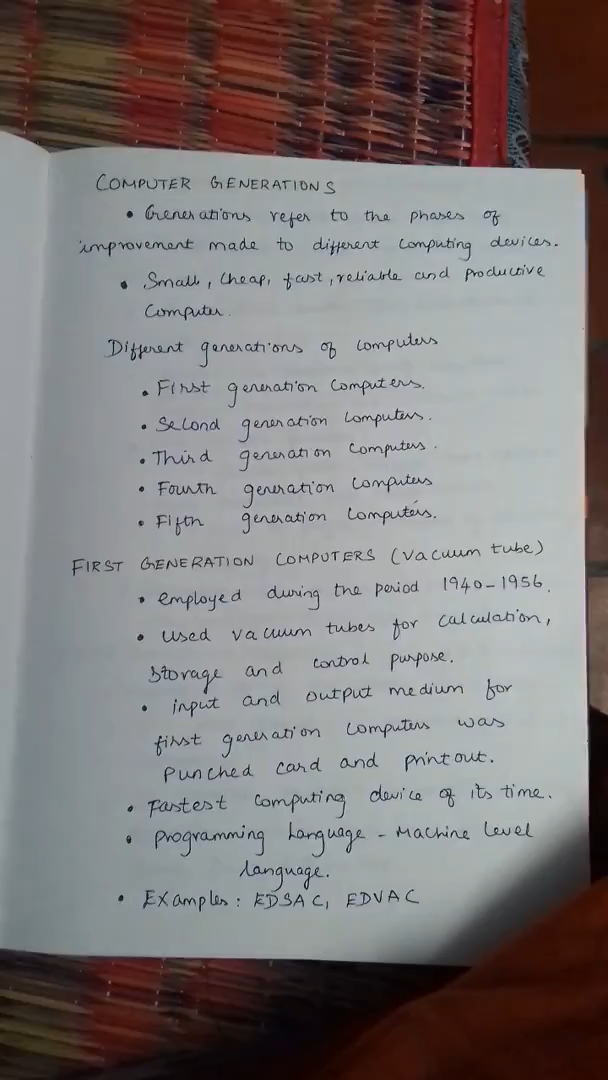 COMPUTER GENERATIONS
• Generations refer to the phases of
improvement made to different computing devices.
• Small, cheap, fast, reliable and productive
computer.
Different generations of computers
• First generation computers.
• Second generation computers.
• Third generation computers.
• Fourth generation computers
• Fifth generation computers.
FIRST GENERATION COMPUTERS (vacuum tube)
• employed during the period 1940-1956.
• used vacuum tubes for calculation,
storage and control purpose.
• input and output medium for
first generation computers was
punched card and printout.
• Fastest computing device of its time.
• programming language - Machine level
language.
• Examples: EDSAC, EDVAC